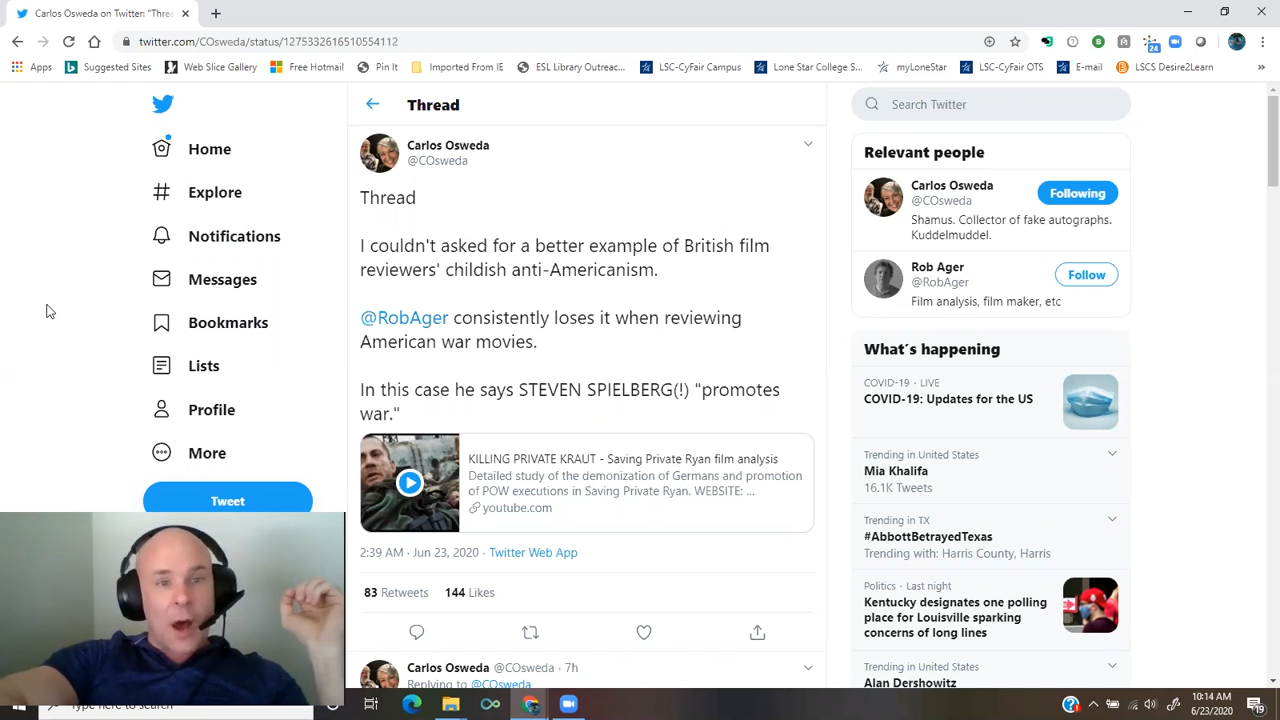 Carlos Osweda on Twitter: "Threa
twitter.com/COsweda/status/1275332616510554112
24
Apps
Suggested Sites
Web Slice Gallery
Free Hotmail
Pin It
Imported From IE
ESL Library Outreac...
LSC-CyFair Campus
Lone Star College S...
myLoneStar
LSC-CyFair OTS
E-mail
LSCS Desire2Learn
»
Home
Explore
Notifications
Messages
Bookmarks
Lists
Profile
More
Tweet
Thread
Carlos Osweda
@COsweda
Thread
I couldn't asked for a better example of British film
reviewers' childish anti-Americanism.
@RobAger consistently loses it when reviewing
American war movies.
In this case he says STEVEN SPIELBERG(!) "promotes
war."
KILLING PRIVATE KRAUT - Saving Private Ryan film analysis
Detailed study of the demonization of Germans and promotion
of POW executions in Saving Private Ryan. WEBSITE: ...
youtube.com
2:39 AM · Jun 23, 2020 · Twitter Web App
83 Retweets 144 Likes
Carlos Osweda @COsweda · 7h
Replying to @COsweda
Search Twitter
Relevant people
Carlos Osweda
@COsweda
Following
Shamus. Collector of fake autographs.
Kuddelmuddel.
Rob Ager
@RobAger
Follow
Film analysis, film maker, etc
What's happening
COVID-19 · LIVE
COVID-19: Updates for the US
Trending in United States
Mia Khalifa
16.1K Tweets
Trending in TX
#AbbottBetrayedTexas
Trending with: Harris County, Harris
Politics · Last night
Kentucky designates one polling
place for Louisville sparking
concerns of long lines
Trending in United States
Alan Dershowitz
Type here to search
10:14 AM
6/23/2020
19